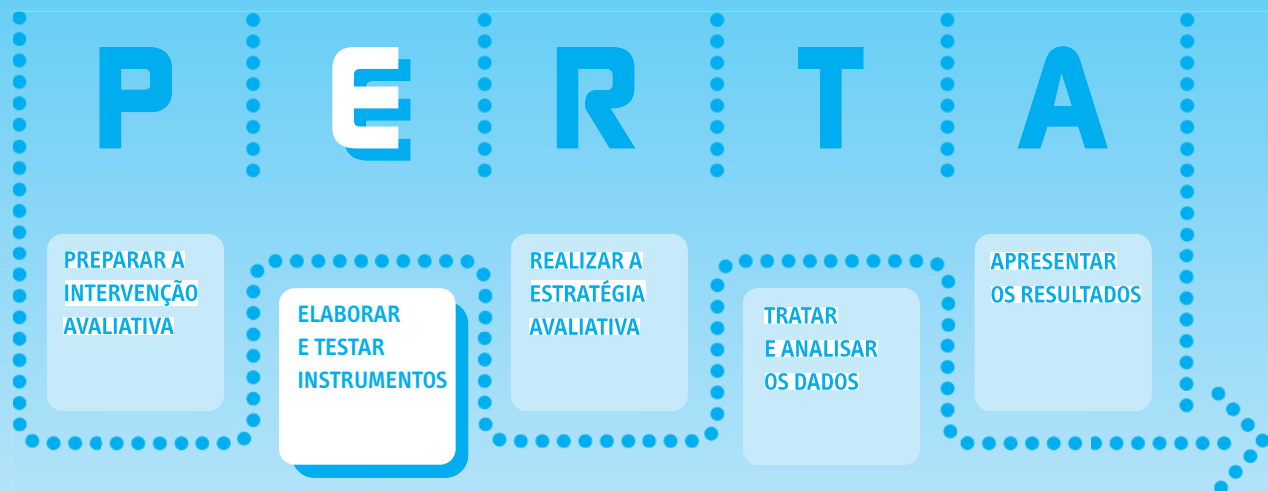 P E R T A
PREPARAR A
INTERVENÇÃO
AVALIATIVA
ELABORAR
E TESTAR
INSTRUMENTOS
REALIZAR A
ESTRATÉGIA
AVALIATIVA
TRATAR
E ANALISAR
OS DADOS
APRESENTAR
OS RESULTADOS